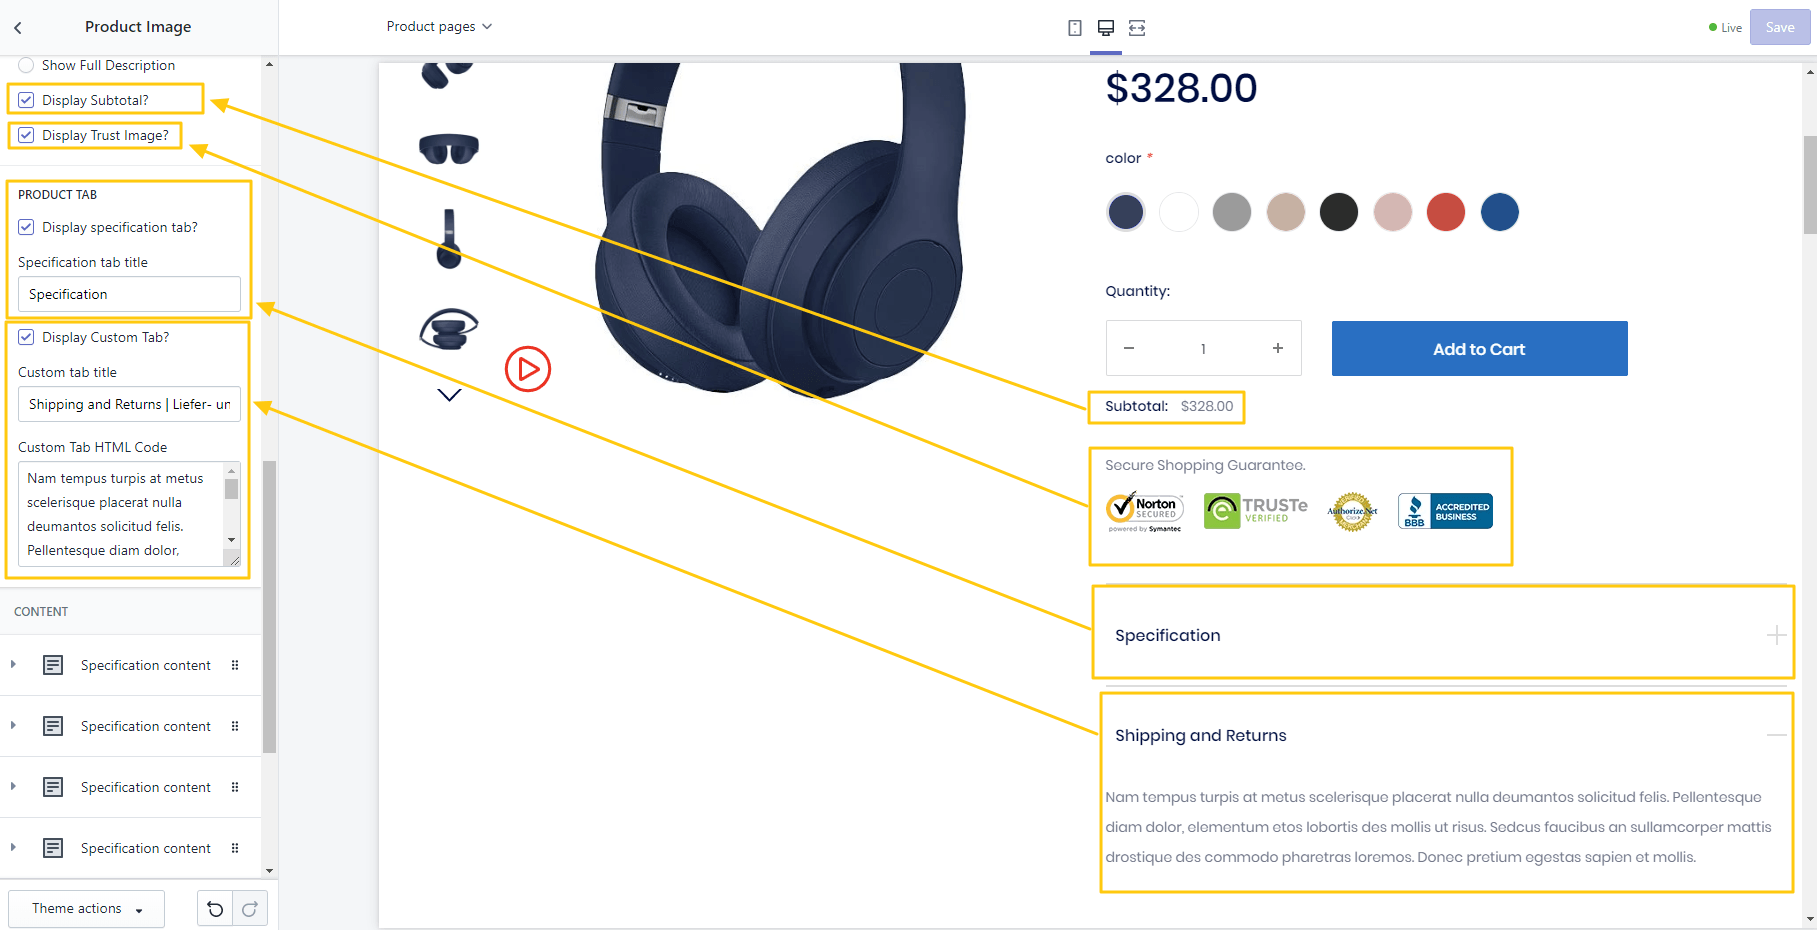 Product Image
Product pages
Live
Save
Show Full Description
Display Subtotal?
Display Trust Image?
PRODUCT TAB
Display specification tab?
Specification tab title
Specification
Display Custom Tab?
Custom tab title
Shipping and Returns | Liefer- un
Custom Tab HTML Code
Nam tempus turpis at metus
scelerisque placerat nulla
deumantos solicitud felis.
Pellentesque diam dolor,
CONTENT
Specification content
Specification content
Specification content
Specification content
Theme actions
$328.00
color *
Quantity:
− 1 +
Add to Cart
Subtotal: $328.00
Secure Shopping Guarantee.
Norton
SECURED
powered by Symantec
TRUSTe
VERIFIED
Authorize.Net
Click
BBB
ACCREDITED
BUSINESS
Specification
Shipping and Returns
Nam tempus turpis at metus scelerisque placerat nulla deumantos solicitud felis. Pellentesque
diam dolor, elementum etos lobortis des mollis ut risus. Sedcus faucibus an sullamcorper mattis
drostique des commodo pharetras loremos. Donec pretium egestas sapien et mollis.